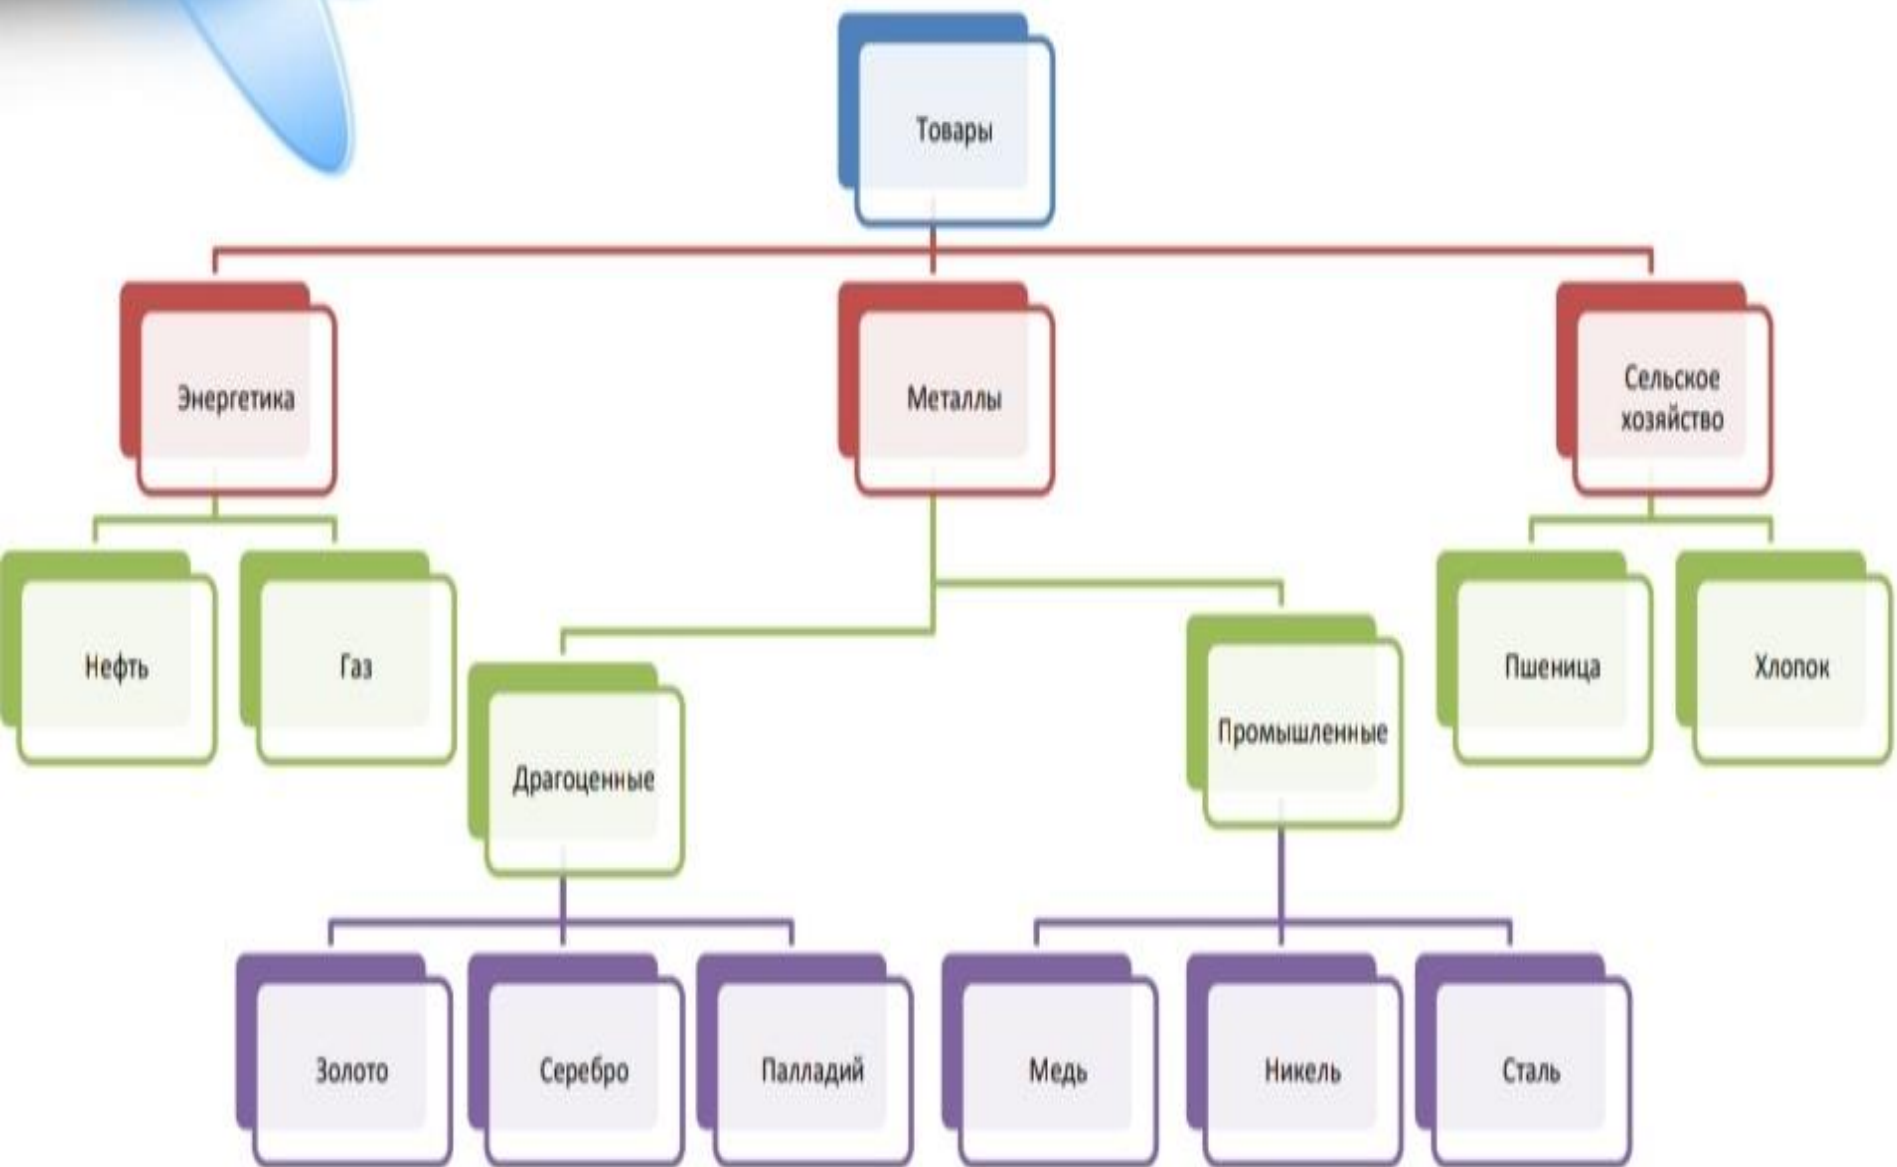 Товары
Энергетика
Металлы
Сельское
хозяйство
Нефть
Газ
Драгоценные
Промышленные
Пшеница
Хлопок
Золото
Серебро
Палладий
Медь
Никель
Сталь